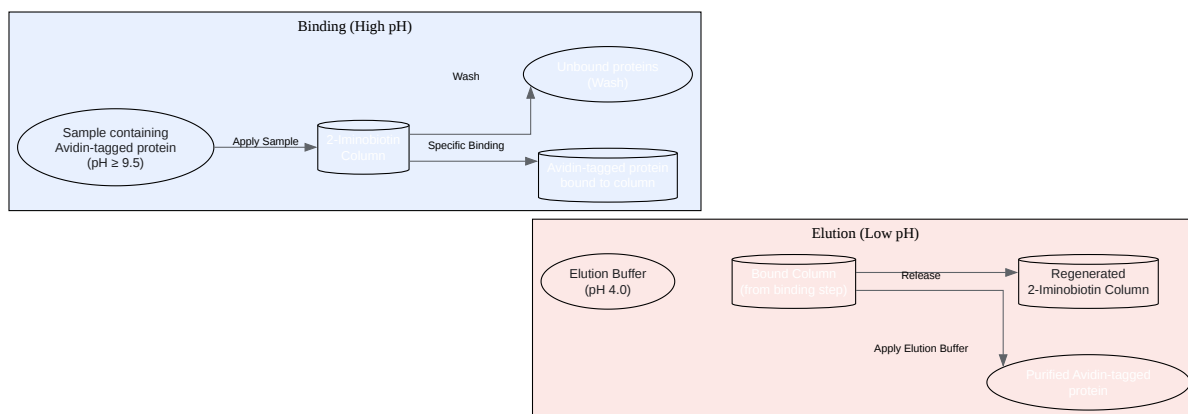 Binding (High pH)
Wash
Unbound proteins
(Wash)
Sample containing
Avidin-tagged protein
(pH ≥ 9.5)
Apply Sample
2-Iminobiotin
Column
Specific Binding
Avidin-tagged protein
bound to column
Elution (Low pH)
Elution Buffer
(pH 4.0)
Bound Column
(from binding step)
Release
Regenerated
2-Iminobiotin Column
Apply Elution Buffer
Purified Avidin-tagged
protein